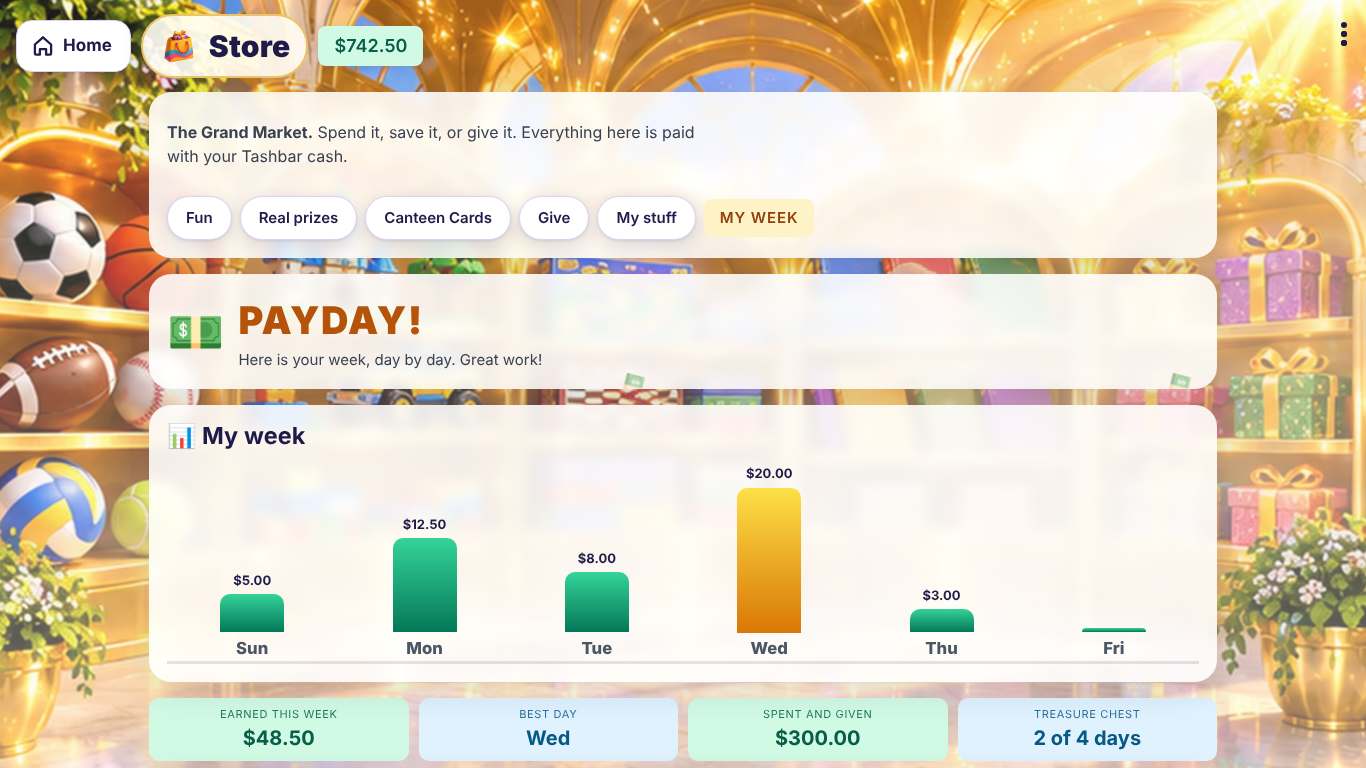 Home
Store
$742.50
The Grand Market. Spend it, save it, or give it. Everything here is paid
with your Tashbar cash.
Fun
Real prizes
Canteen Cards
Give
My stuff
MY WEEK
PAYDAY!
Here is your week, day by day. Great work!
My week
$5.00
$12.50
$8.00
$20.00
$3.00
Sun
Mon
Tue
Wed
Thu
Fri
EARNED THIS WEEK
$48.50
BEST DAY
Wed
SPENT AND GIVEN
$300.00
TREASURE CHEST
2 of 4 days